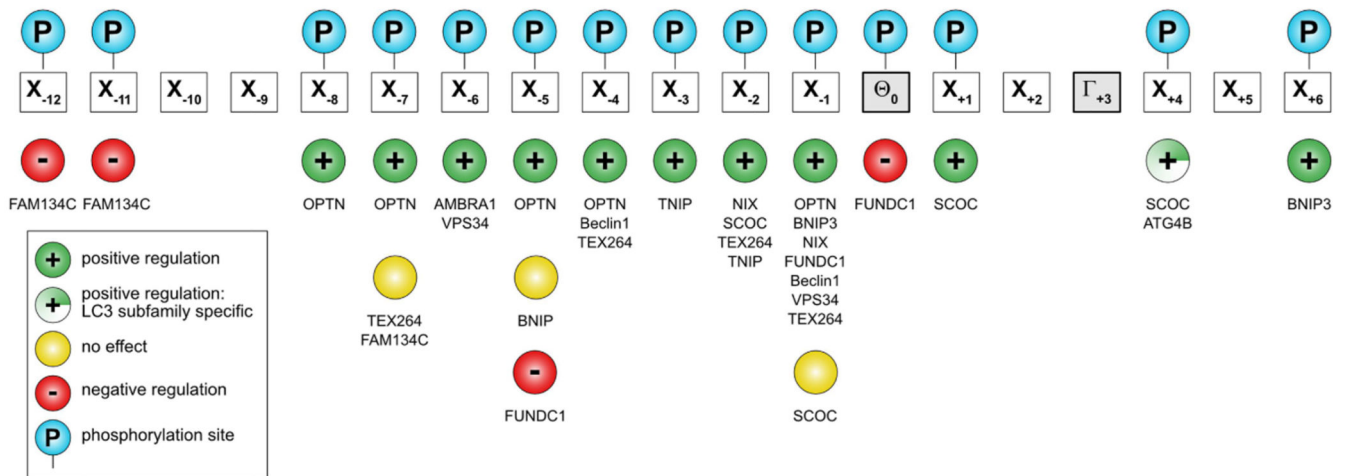 P P P P P P P P P P P P P P
X-12 X-11 X-10 X-9 X-8 X-7 X-6 X-5 X-4 X-3 X-2 X-1 Θ0 X+1 X+2 Γ+3 X+4 X+5 X+6
- - + + + + + + + + - + + +
FAM134C FAM134C OPTN OPTN AMBRA1 OPTN OPTN TNIP NIX OPTN FUNDC1 SCOC SCOC BNIP3
VPS34 Beclin1 SCOC BNIP3 ATG4B
TEX264 TEX264 NIX
TNIP FUNDC1
Beclin1
VPS34
TEX264
+ positive regulation
+ positive regulation:
LC3 subfamily specific
no effect
- negative regulation
P phosphorylation site
TEX264 BNIP
FAM134C
-
FUNDC1 SCOC